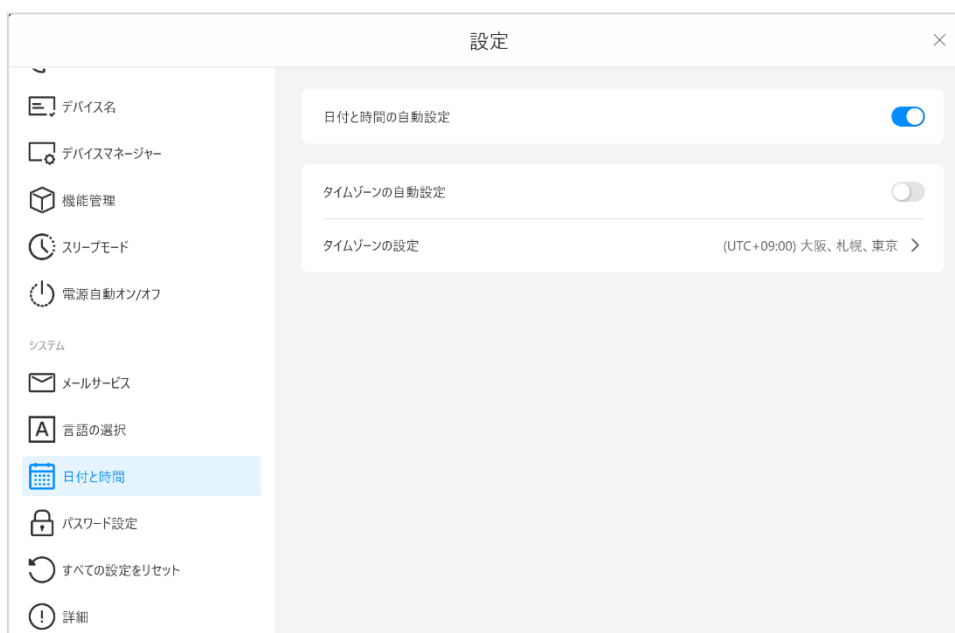 設定
デバイス名
デバイスマネージャー
機能管理
スリープモード
電源自動オン/オフ
システム
メールサービス
言語の選択
日付と時間
パスワード設定
すべての設定をリセット
詳細
日付と時間の自動設定
タイムゾーンの自動設定
タイムゾーンの設定 (UTC+09:00) 大阪、札幌、東京